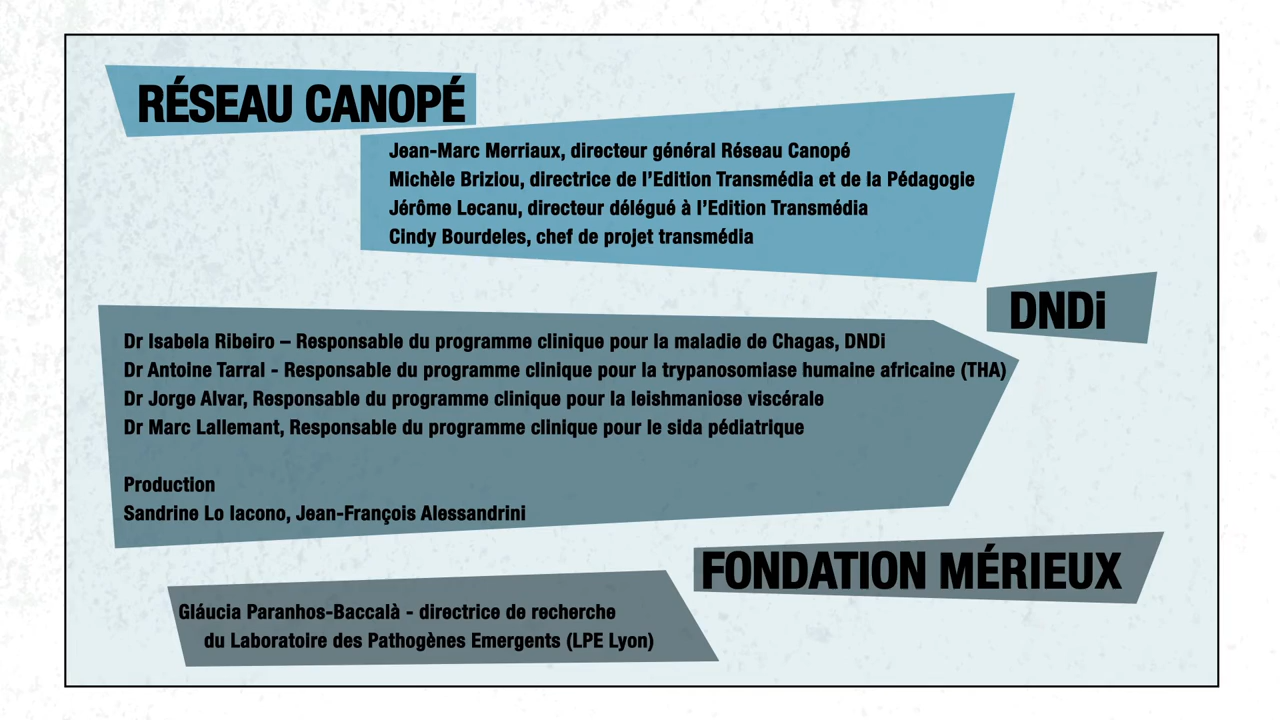 RÉSEAU CANOPÉ
Jean-Marc Merriaux, directeur général Réseau Canopé
Michèle Briziou, directrice de l'Edition Transmédia et de la Pédagogie
Jérôme Lecanu, directeur délégué à l'Edition Transmédia
Cindy Bourdeles, chef de projet transmédia
DNDi
Dr Isabela Ribeiro – Responsable du programme clinique pour la maladie de Chagas, DNDi
Dr Antoine Tarral - Responsable du programme clinique pour la trypanosomiase humaine africaine (THA)
Dr Jorge Alvar, Responsable du programme clinique pour la leishmaniose viscérale
Dr Marc Lallemant, Responsable du programme clinique pour le sida pédiatrique
Production
Sandrine Lo Iacono, Jean-François Alessandrini
FONDATION MÉRIEUX
Gláucia Paranhos-Baccalà - directrice de recherche
du Laboratoire des Pathogènes Emergents (LPE Lyon)